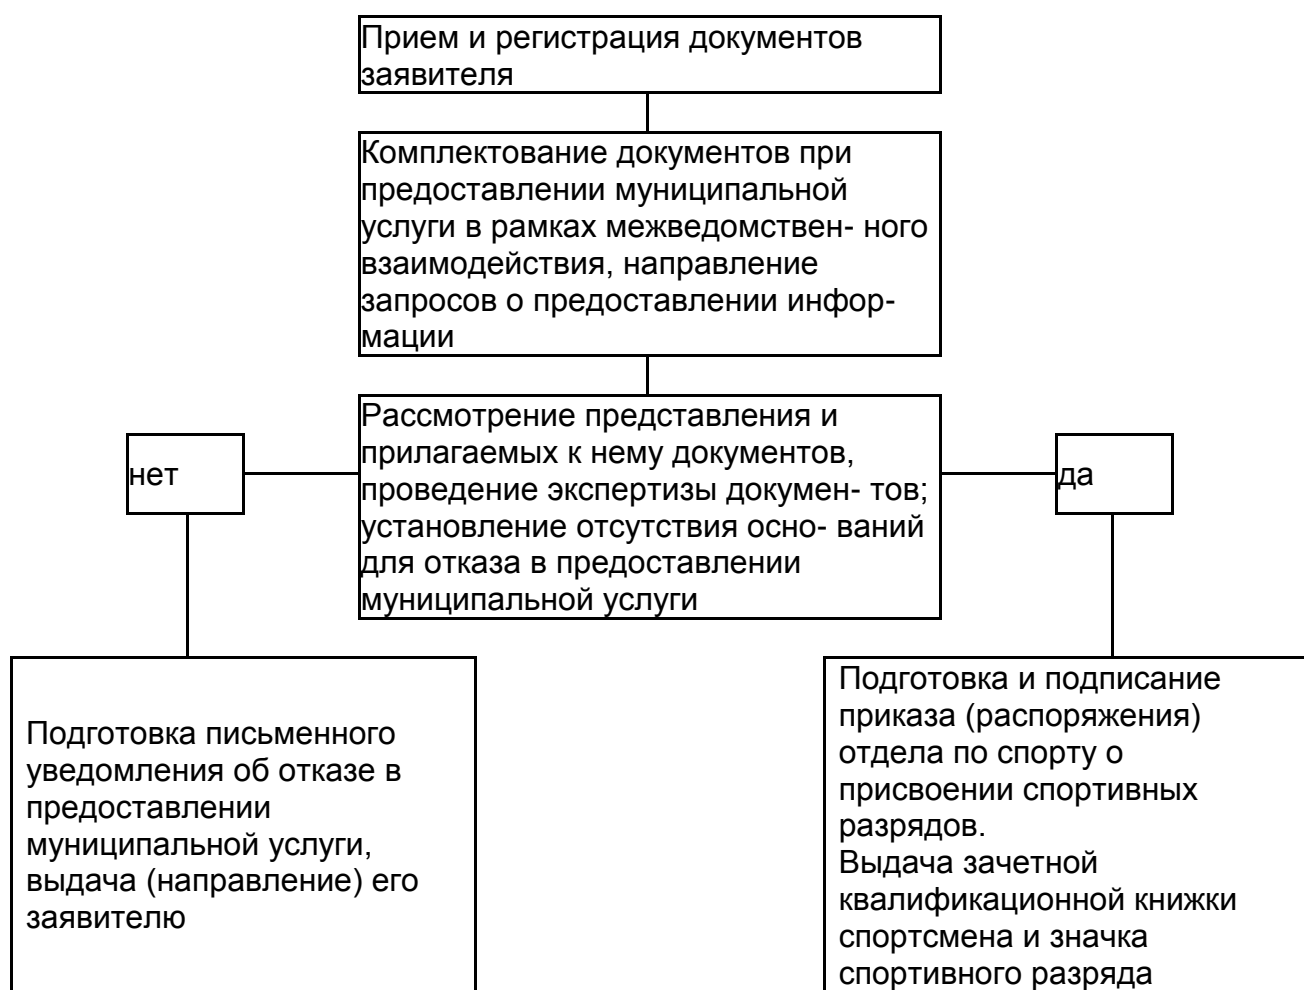 Прием и регистрация документов
заявителя
Комплектование документов при
предоставлении муниципальной
услуги в рамках межведомствен- ного
взаимодействия, направление
запросов о предоставлении инфор-
мации
Рассмотрение представления и
прилагаемых к нему документов,
проведение экспертизы докумен- тов;
установление отсутствия осно- ваний
для отказа в предоставлении
муниципальной услуги
нет
да
Подготовка письменного
уведомления об отказе в
предоставлении
муниципальной услуги,
выдача (направление) его
заявителю
Подготовка и подписание
приказа (распоряжения)
отдела по спорту о
присвоении спортивных
разрядов.
Выдача зачетной
квалификационной книжки
спортсмена и значка
спортивного разряда